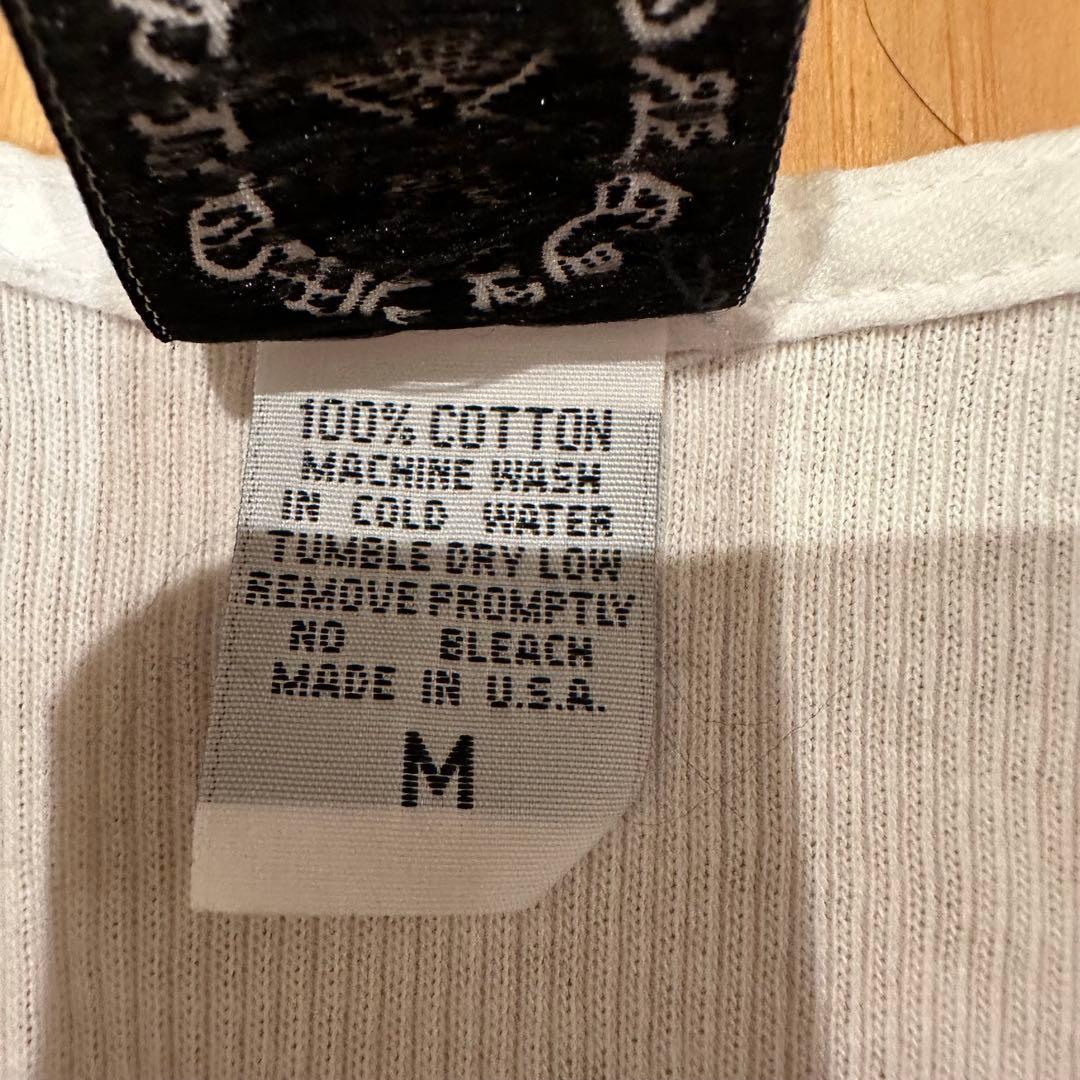 100% COTTON
MACHINE WASH
IN COLD WATER
TUMBLE DRY LOW
REMOVE PROMPTLY
NO BLEACH
MADE IN U.S.A.
M